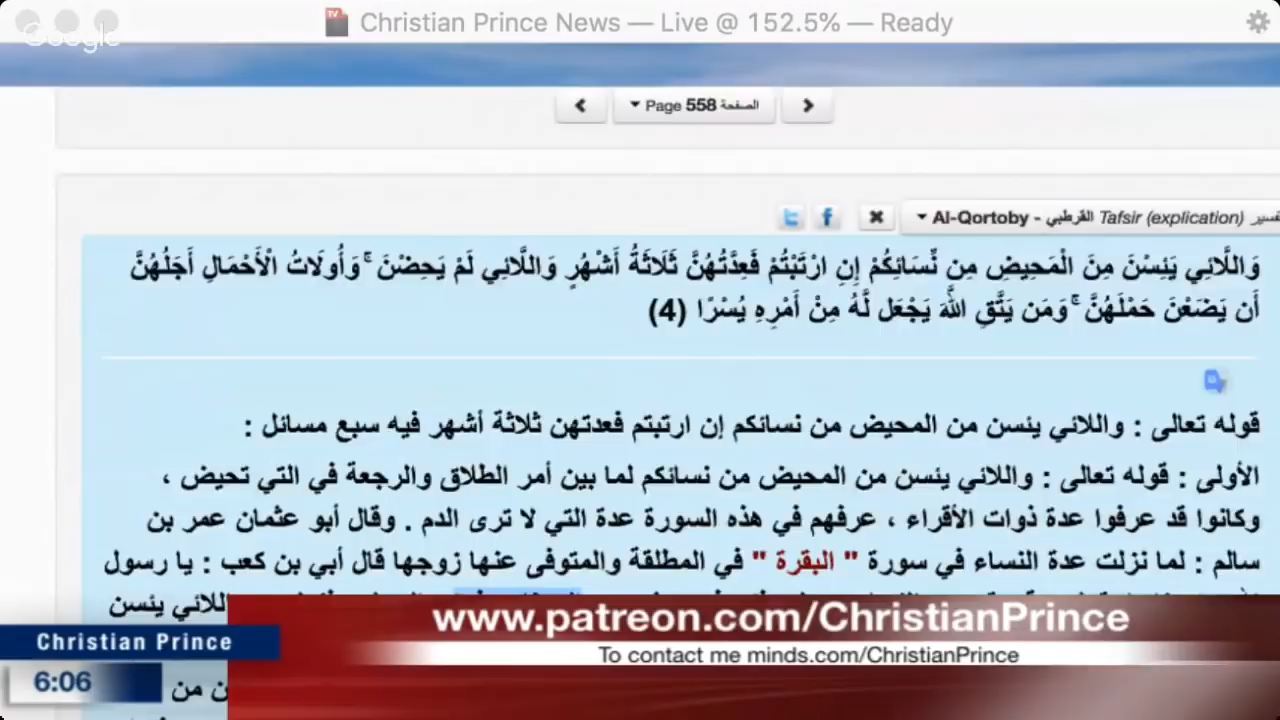 Christian Prince News — Live @ 152.5% — Ready
Google
Page 558 الصفحة
Al-Qortoby - القرطبي Tafsir (explication)
وَاللَّائِي يَئِسْنَ مِنَ الْمَحِيضِ مِن نِّسَائِكُمْ إِنِ ارْتَبْتُمْ فَعِدَّتُهُنَّ ثَلَاثَةُ أَشْهُرٍ وَاللَّائِي لَمْ يَحِضْنَ ۚ وَأُولَاتُ الْأَحْمَالِ أَجَلُهُنَّ
أَن يَضَعْنَ حَمْلَهُنَّ ۚ وَمَن يَتَّقِ اللَّهَ يَجْعَل لَّهُ مِنْ أَمْرِهِ يُسْرًا (4)
قوله تعالى : واللائي يئسن من المحيض من نسائكم إن ارتبتم فعدتهن ثلاثة أشهر فيه سبع مسائل :
الأولى : قوله تعالى : واللائي يئسن من المحيض من نسائكم لما بين أمر الطلاق والرجعة في التي تحيض ،
وكانوا قد عرفوا عدة ذوات الأقراء ، عرفهم في هذه السورة عدة التي لا ترى الدم . وقال أبو عثمان عمر بن
سالم : لما نزلت عدة النساء في سورة " البقرة " في المطلقة والمتوفى عنها زوجها قال أبي بن كعب : يا رسول
يئسن
www.patreon.com/ChristianPrince
Christian Prince
To contact me minds.com/ChristianPrince
6:06
من